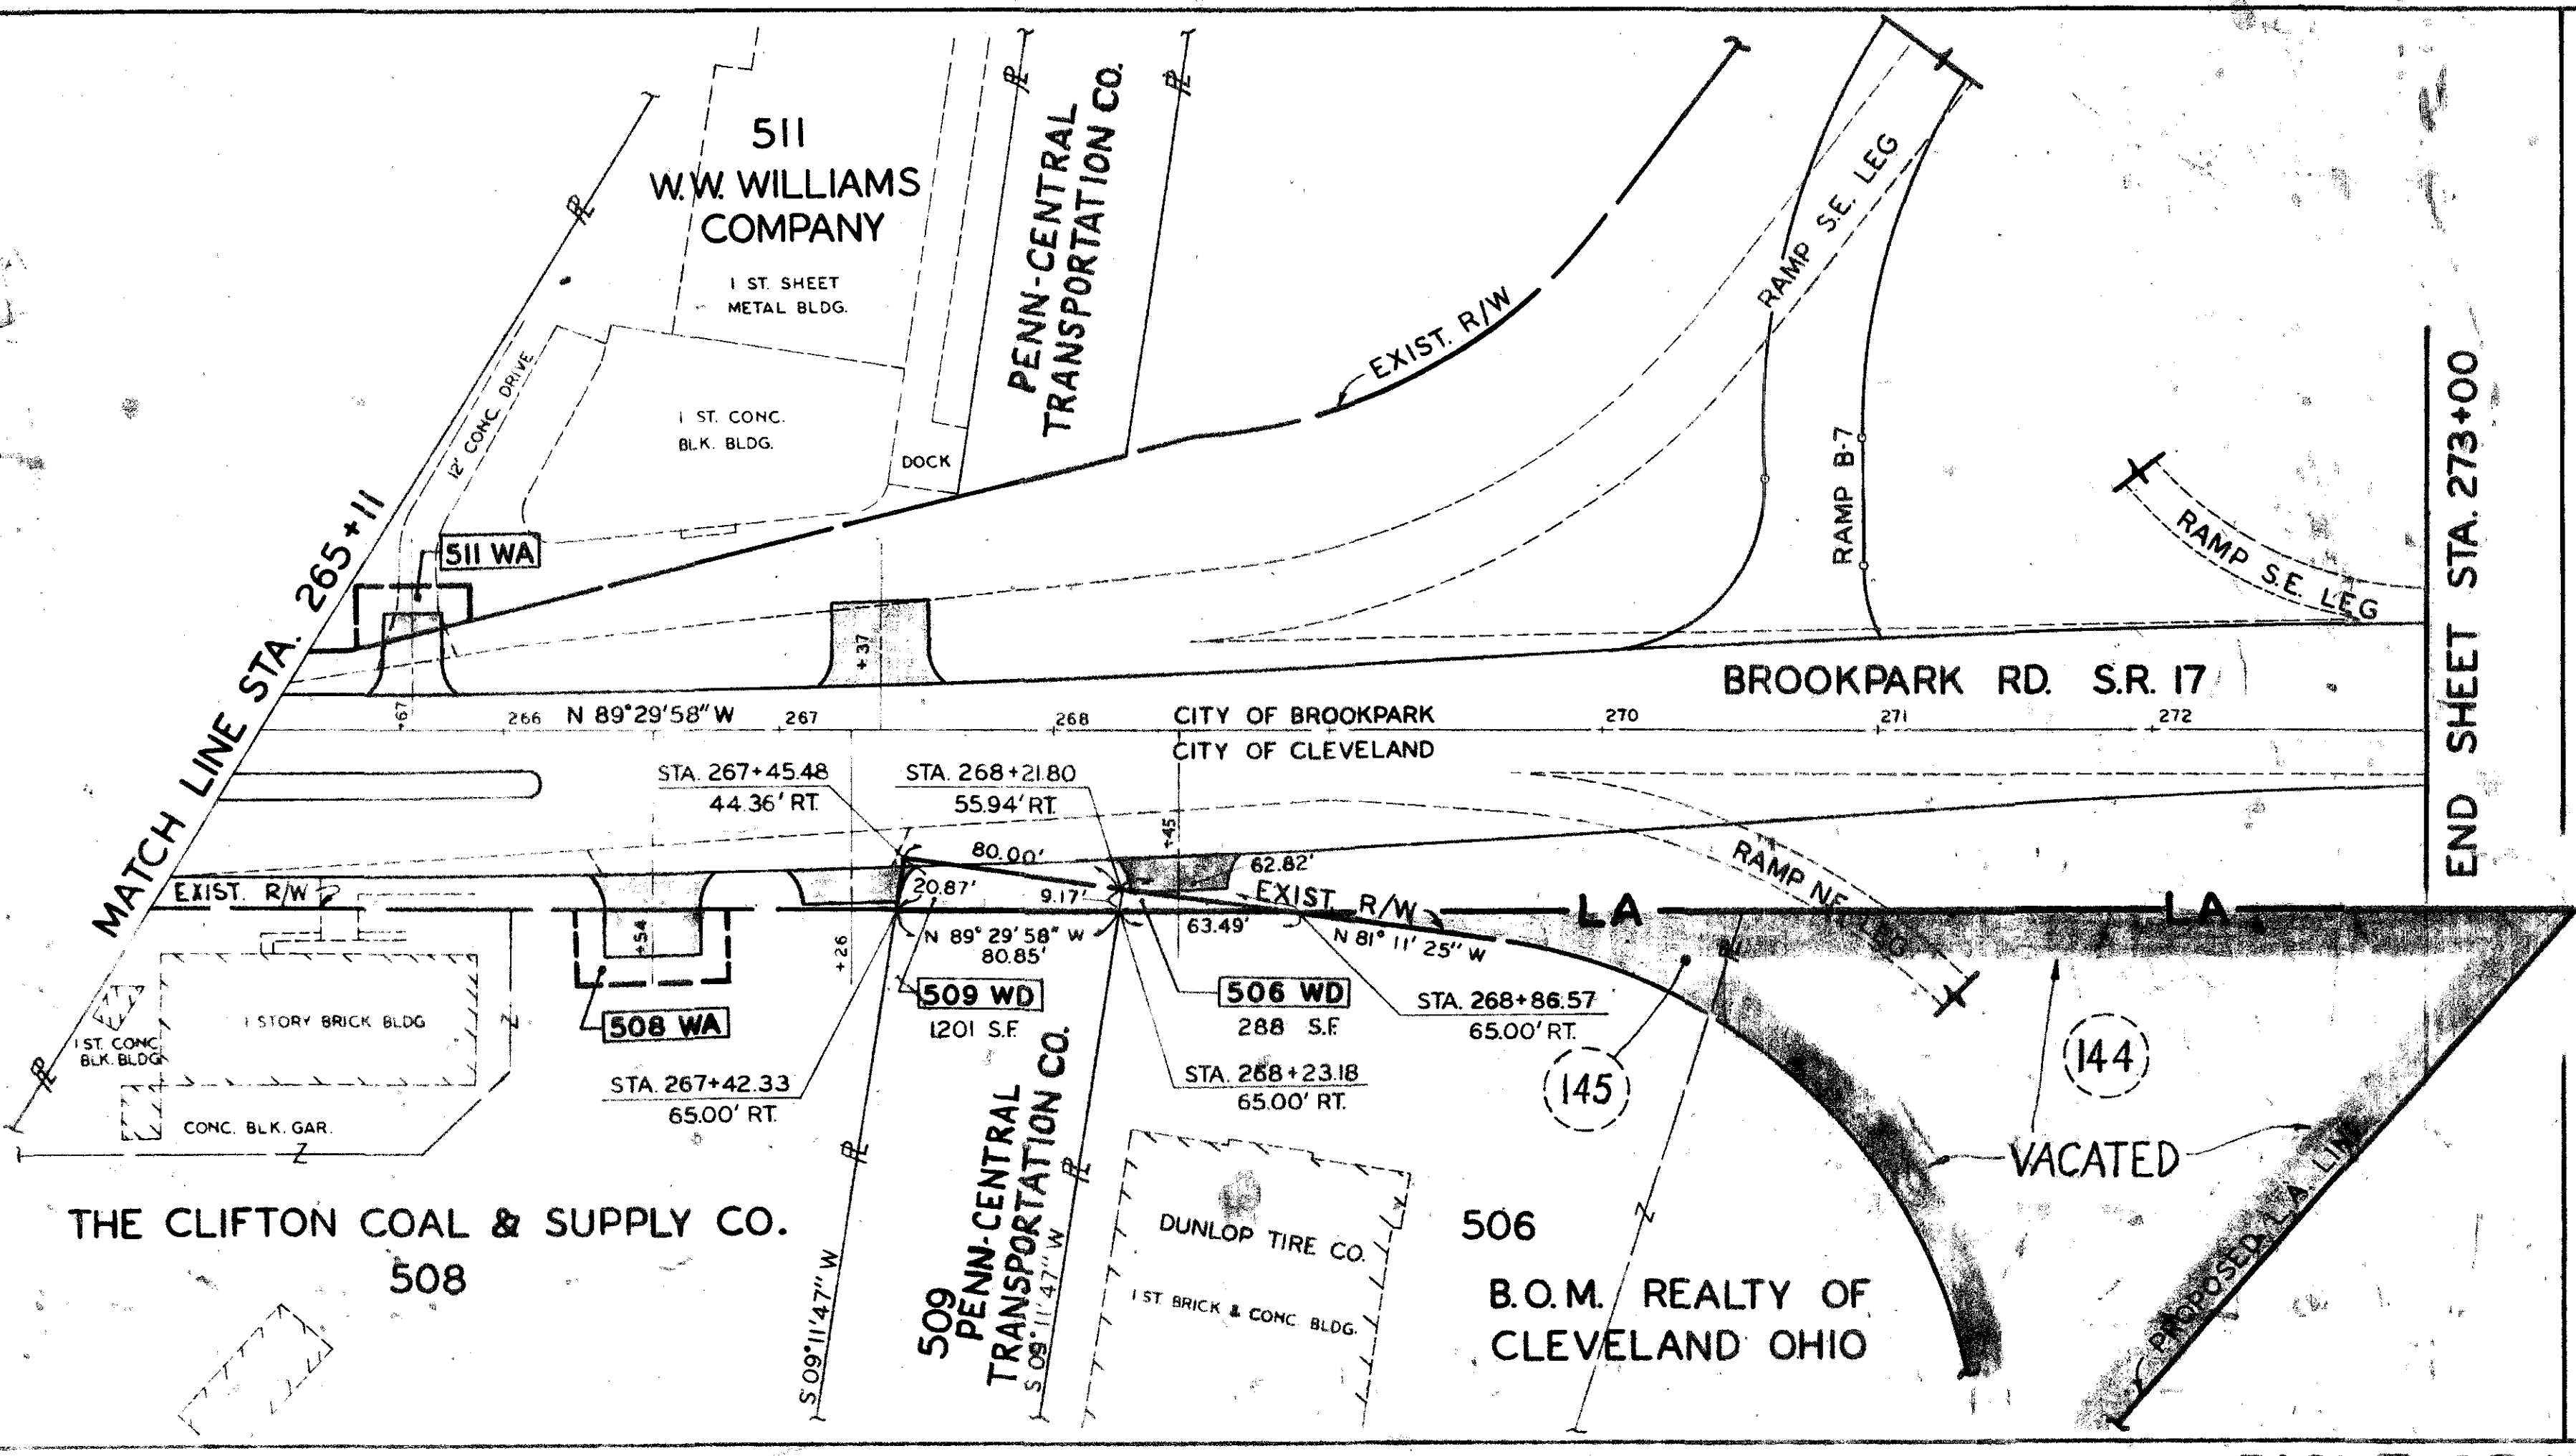 511
W.W. WILLIAMS
COMPANY
1 ST. SHEET
METAL BLDG.
PENN-CENTRAL
TRANSPORTATION CO.
12' CONC. DRIVE
1 ST. CONC.
BLK. BLDG.
DOCK
EXIST. R/W
RAMP S.E. LEG
RAMP B-7
RAMP S.E. LEG
END SHEET STA. 273+00
MATCH LINE STA. 265+11
511 WA
+37
+67
BROOKPARK RD. S.R. 17
266 N 89°29'58" W 267 268 270 271 272
CITY OF BROOKPARK
CITY OF CLEVELAND
STA. 267+45.48
44.36' RT.
STA. 268+21.80
55.94' RT.
+45
80.00'
62.82'
20.87'
9.17'
EXIST. R/W
EXIST. R/W
RAMP N.E. LEG
LA
LA
63.49'
N 89° 29' 58" W
80.85'
N 81° 11' 25" W
+54
+26
509 WD
1201 S.F.
506 WD
288 S.F.
508 WA
STA. 268+86.57
65.00' RT.
STA. 267+42.33
65.00' RT.
STA. 268+23.18
65.00' RT.
1 STORY BRICK BLDG
1 ST. CONC.
BLK. BLDG
CONC. BLK. GAR.
145
144
VACATED
PROPOSED L.A. LINE
THE CLIFTON COAL & SUPPLY CO.
508
S 09°11'47" W
509
PENN-CENTRAL
TRANSPORTATION CO.
S 09°11'47" W
DUNLOP TIRE CO.
1 ST. BRICK & CONC. BLDG.
506
B.O.M. REALTY OF
CLEVELAND OHIO